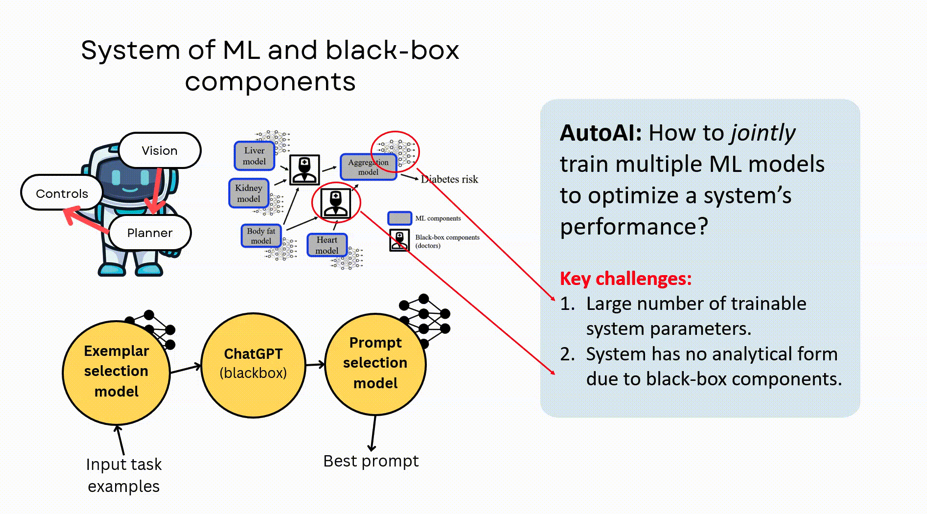 System of ML and black-box
components
Vision
Controls
Planner
Liver
model
Kidney
model
Body fat
model
Heart
model
Aggregation
model
Diabetes risk
ML components
Black-box components
(doctors)
Exemplar
selection
model
ChatGPT
(blackbox)
Prompt
selection
model
Input task
examples
Best prompt
AutoAI: How to jointly
train multiple ML models
to optimize a system's
performance?
Key challenges:
1. Large number of trainable
system parameters.
2. System has no analytical form
due to black-box components.